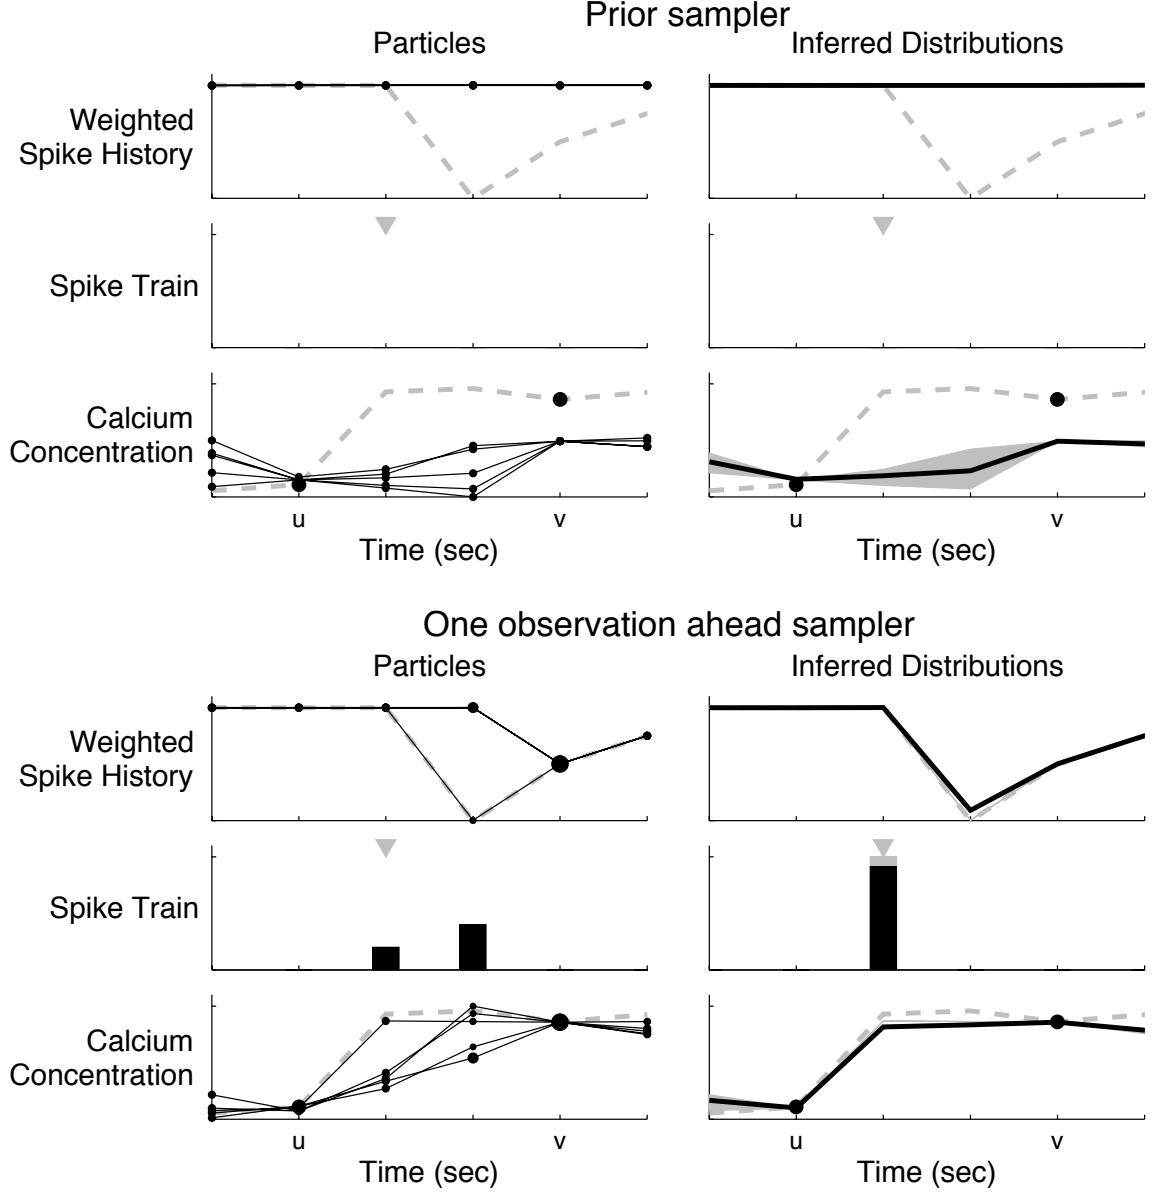 Prior sampler
Particles
Inferred Distributions
Weighted
Spike History
Spike Train
Calcium
Concentration
u
v
u
v
Time (sec)
Time (sec)
One observation ahead sampler
Particles
Inferred Distributions
Weighted
Spike History
Spike Train
Calcium
Concentration
u
v
u
v
Time (sec)
Time (sec)